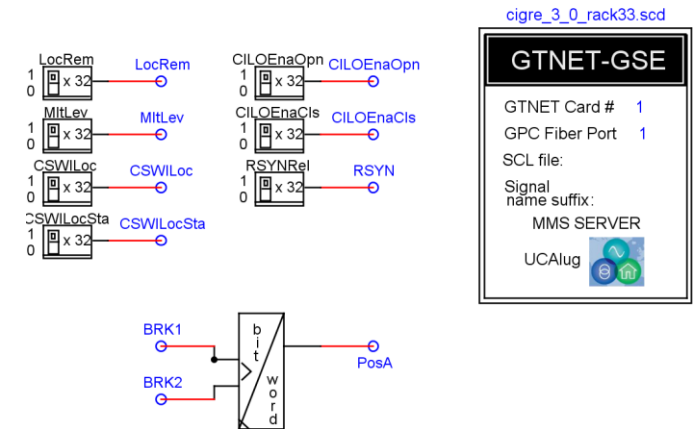 cigre_3_0_rack33.scd
LocRem
1
0
x 32
LocRem
CILOEnaOpn
1
0
x 32
CILOEnaOpn
MltLev
1
0
x 32
MltLev
CILOEnaCls
1
0
x 32
CILOEnaCls
CSWILoc
1
0
x 32
CSWILoc
RSYNRel
1
0
x 32
RSYN
CSWILocSta
1
0
x 32
CSWILocSta
GTNET-GSE
GTNET Card # 1
GPC Fiber Port 1
SCL file:
Signal
name suffix:
MMS SERVER
UCAIug
BRK1
BRK2
bit
word
PosA